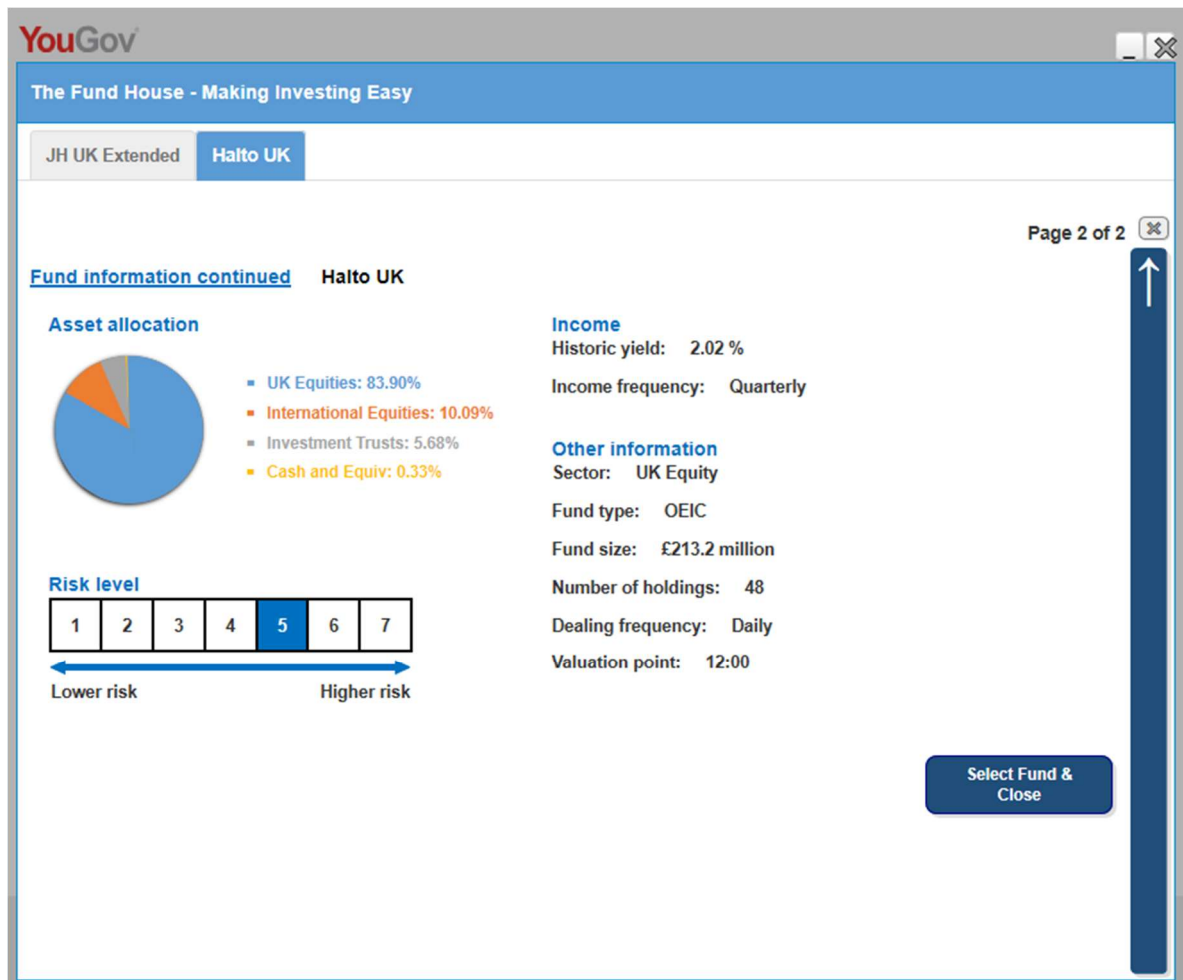 YouGov
The Fund House - Making Investing Easy
JH UK Extended
Halto UK
Page 2 of 2
Fund information continued Halto UK
Asset allocation
UK Equities: 83.90%
International Equities: 10.09%
Investment Trusts: 5.68%
Cash and Equiv: 0.33%
Risk level
1 2 3 4 5 6 7
Lower risk Higher risk
Income
Historic yield: 2.02 %
Income frequency: Quarterly
Other information
Sector: UK Equity
Fund type: OEIC
Fund size: £213.2 million
Number of holdings: 48
Dealing frequency: Daily
Valuation point: 12:00
Select Fund &
Close